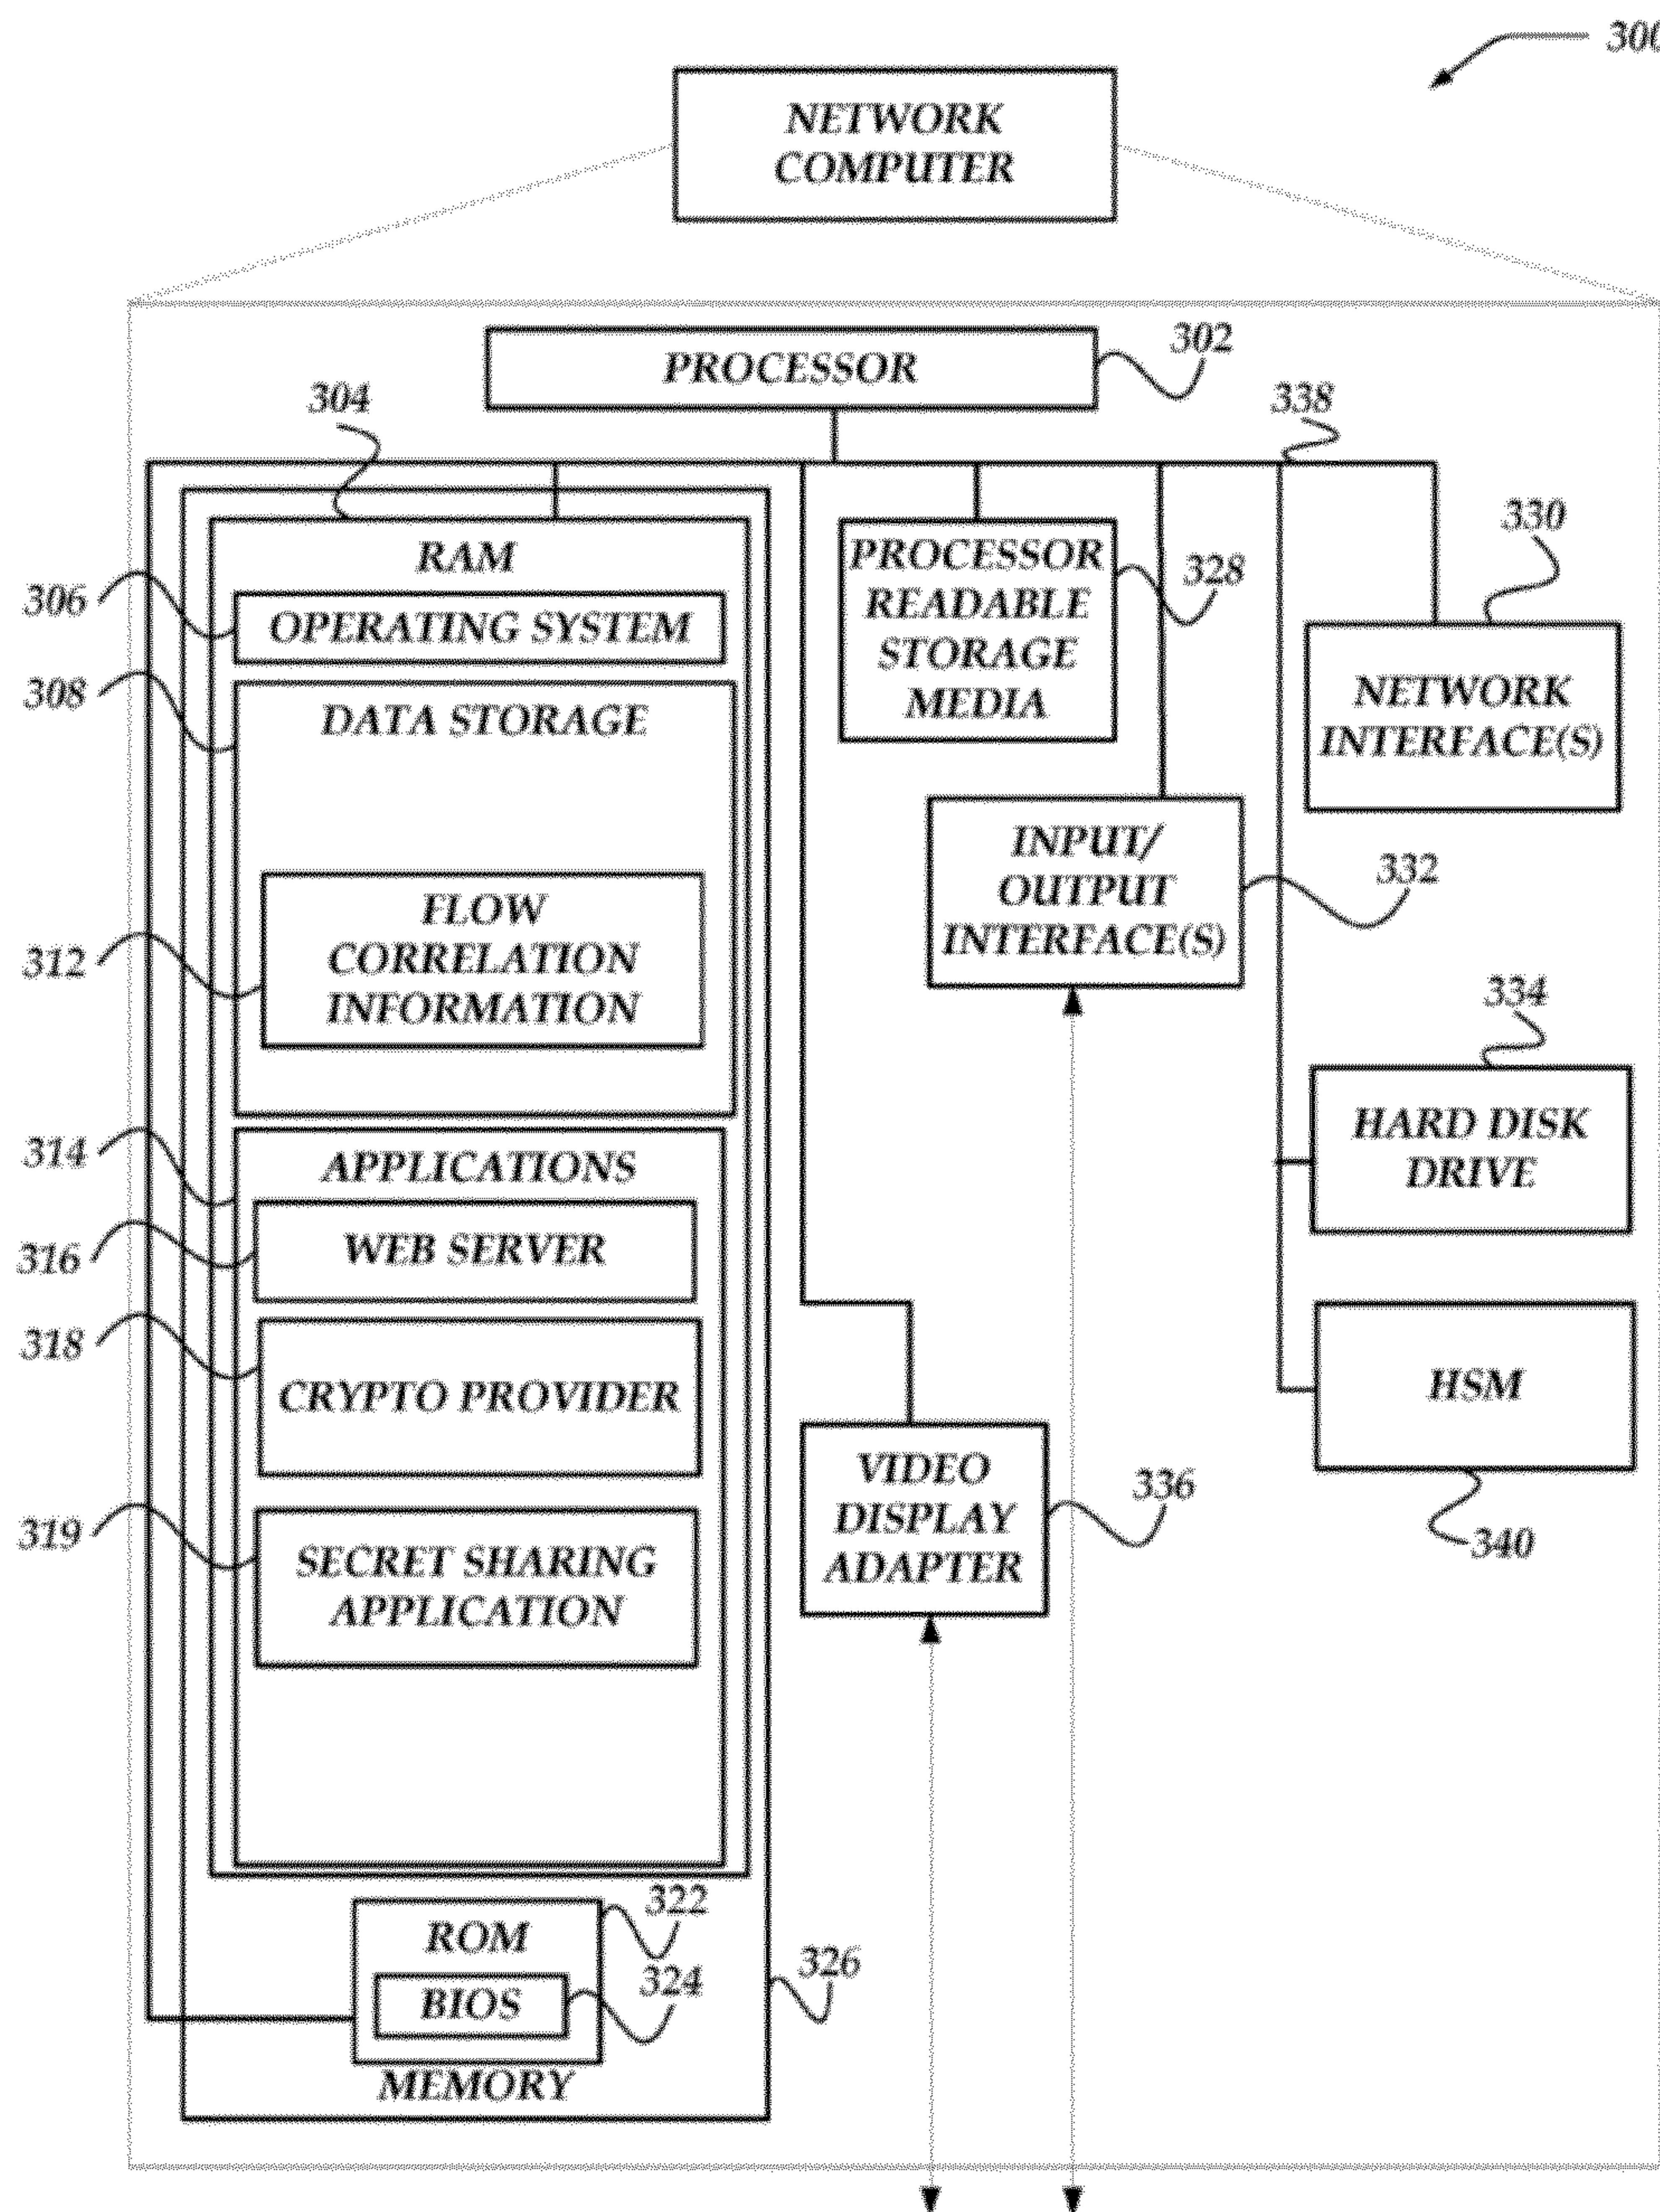 300
NETWORK
COMPUTER
PROCESSOR
302
304
338
RAM
306
OPERATING SYSTEM
308
DATA STORAGE
FLOW
CORRELATION
INFORMATION
312
314
APPLICATIONS
316
WEB SERVER
318
CRYPTO PROVIDER
319
SECRET SHARING
APPLICATION
ROM
322
BIOS
324
326
MEMORY
PROCESSOR
READABLE
STORAGE
MEDIA
328
330
NETWORK
INTERFACE(S)
INPUT/
OUTPUT
INTERFACE(S)
332
334
HARD DISK
DRIVE
HSM
340
VIDEO
DISPLAY
ADAPTER
336